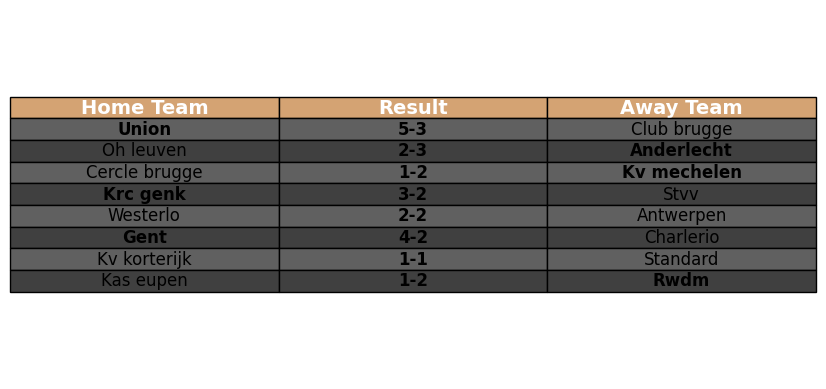 Home Team Result Away Team
Union 5-3 Club brugge
Oh leuven 2-3 Anderlecht
Cercle brugge 1-2 Kv mechelen
Krc genk 3-2 Stvv
Westerlo 2-2 Antwerpen
Gent 4-2 Charlerio
Kv korterijk 1-1 Standard
Kas eupen 1-2 Rwdm